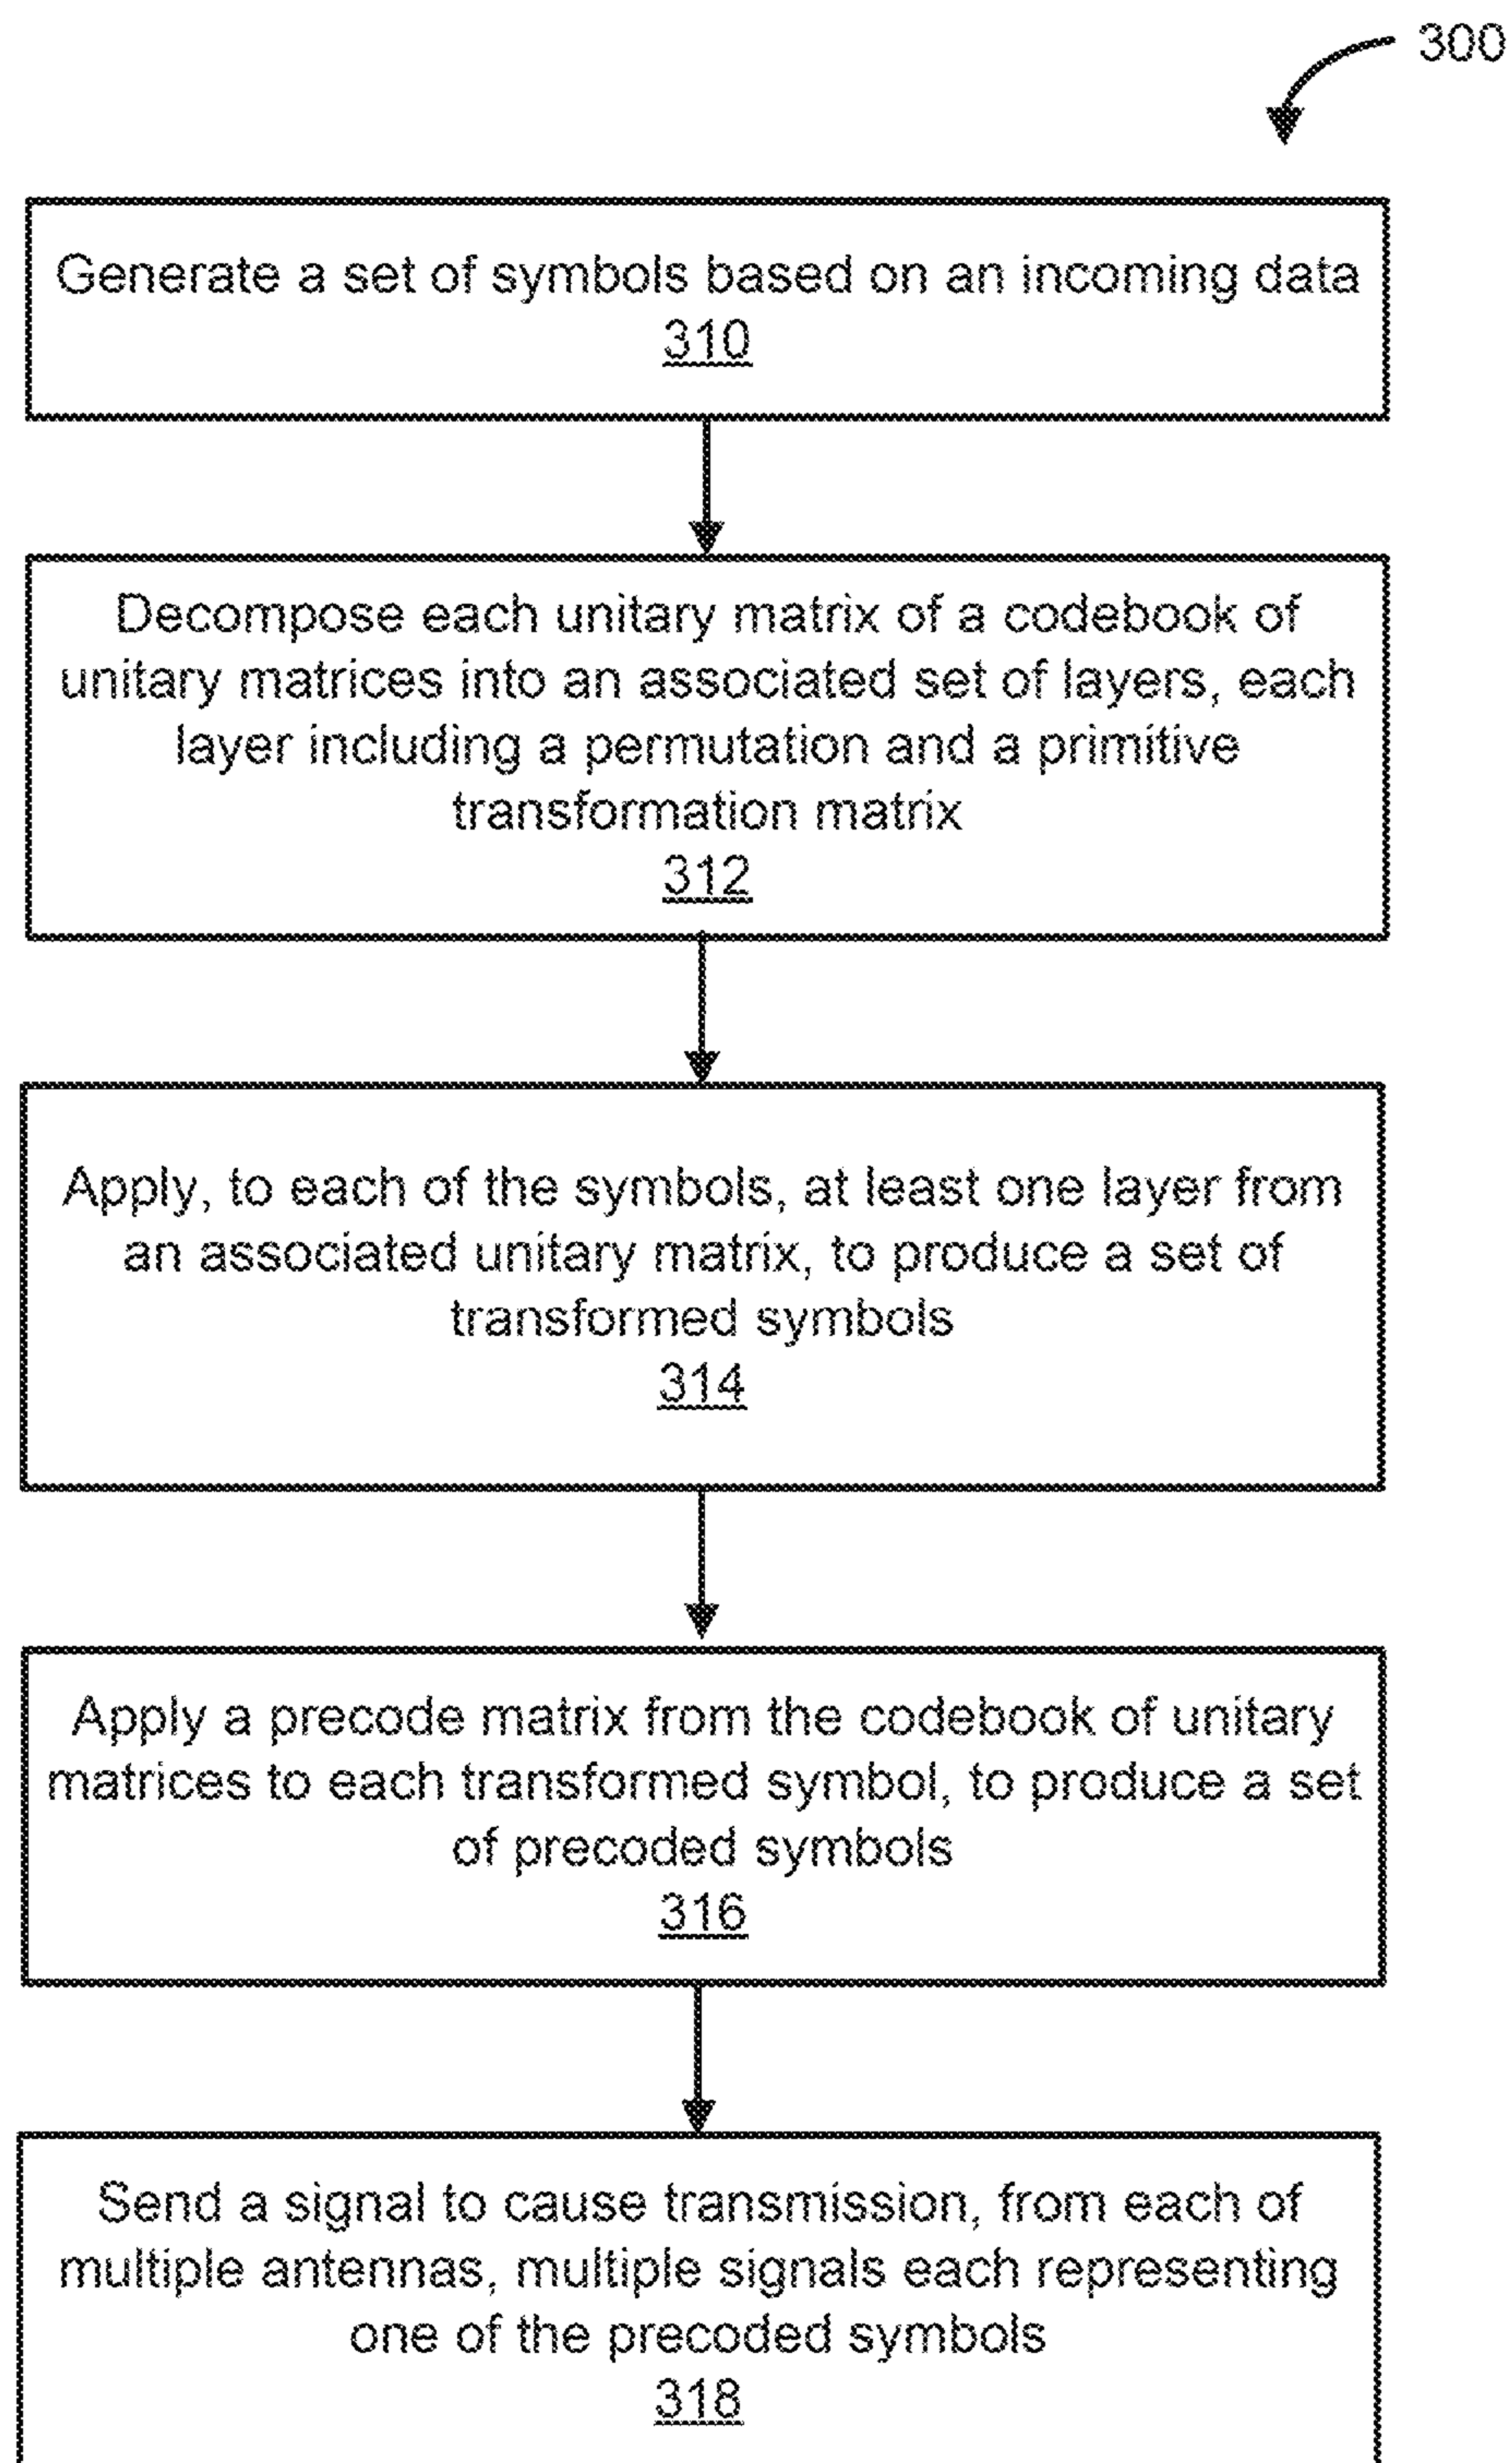 300
Generate a set of symbols based on an incoming data
310
Decompose each unitary matrix of a codebook of
unitary matrices into an associated set of layers, each
layer including a permutation and a primitive
transformation matrix
312
Apply, to each of the symbols, at least one layer from
an associated unitary matrix, to produce a set of
transformed symbols
314
Apply a precode matrix from the codebook of unitary
matrices to each transformed symbol, to produce a set
of precoded symbols
316
Send a signal to cause transmission, from each of
multiple antennas, multiple signals each representing
one of the precoded symbols
318